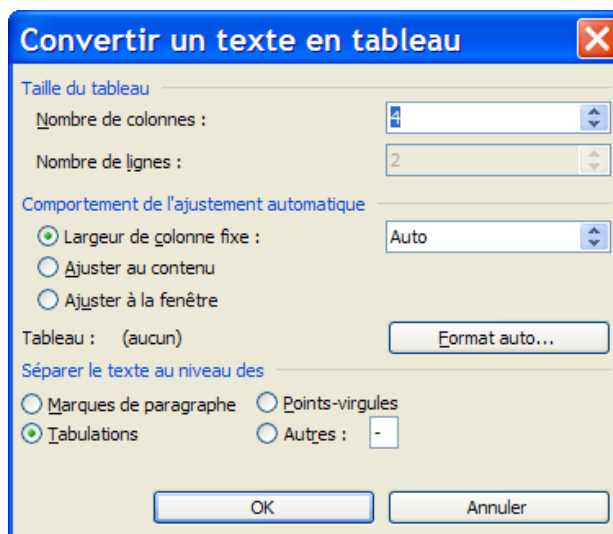 Convertir un texte en tableau
Taille du tableau
Nombre de colonnes : 4
Nombre de lignes : 2
Comportement de l'ajustement automatique
Largeur de colonne fixe : Auto
Ajuster au contenu
Ajuster à la fenêtre
Tableau : (aucun) Format auto...
Séparer le texte au niveau des
Marques de paragraphe Points-virgules
Tabulations Autres : -
OK Annuler